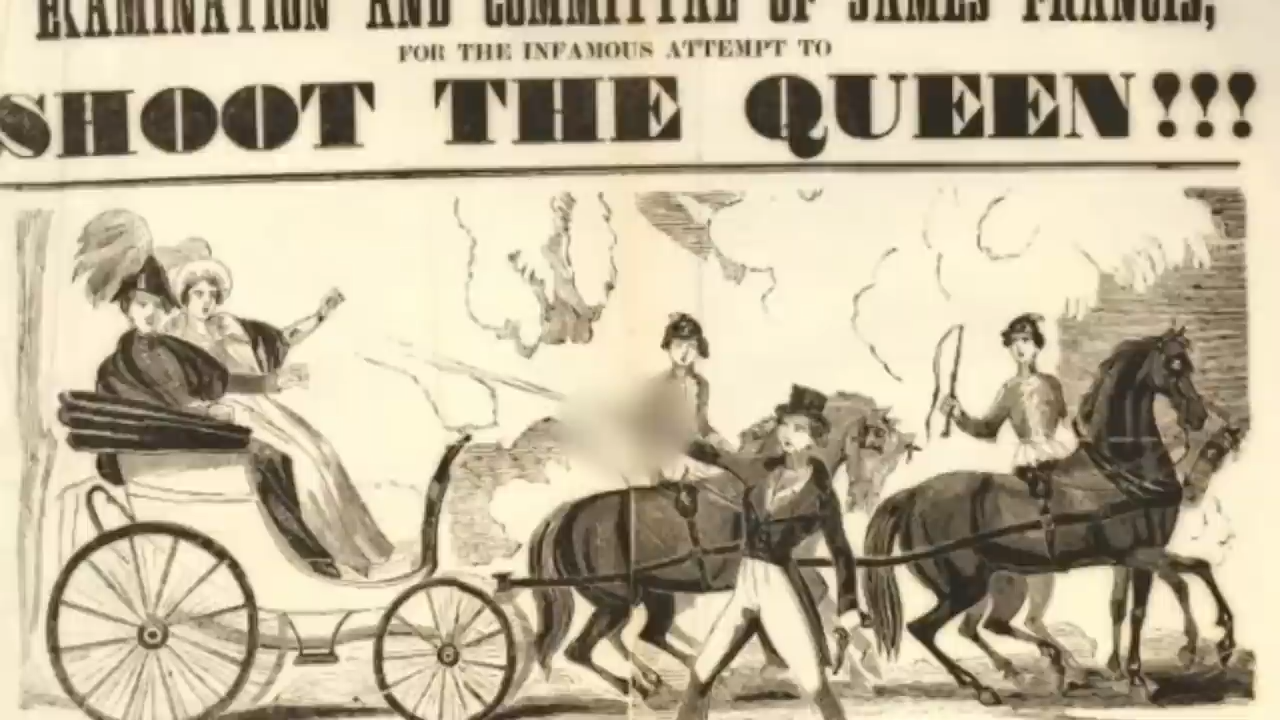 EXAMINATION AND COMMITTAL OF JAMES FRANCIS,
FOR THE INFAMOUS ATTEMPT TO
SHOOT THE QUEEN!!!